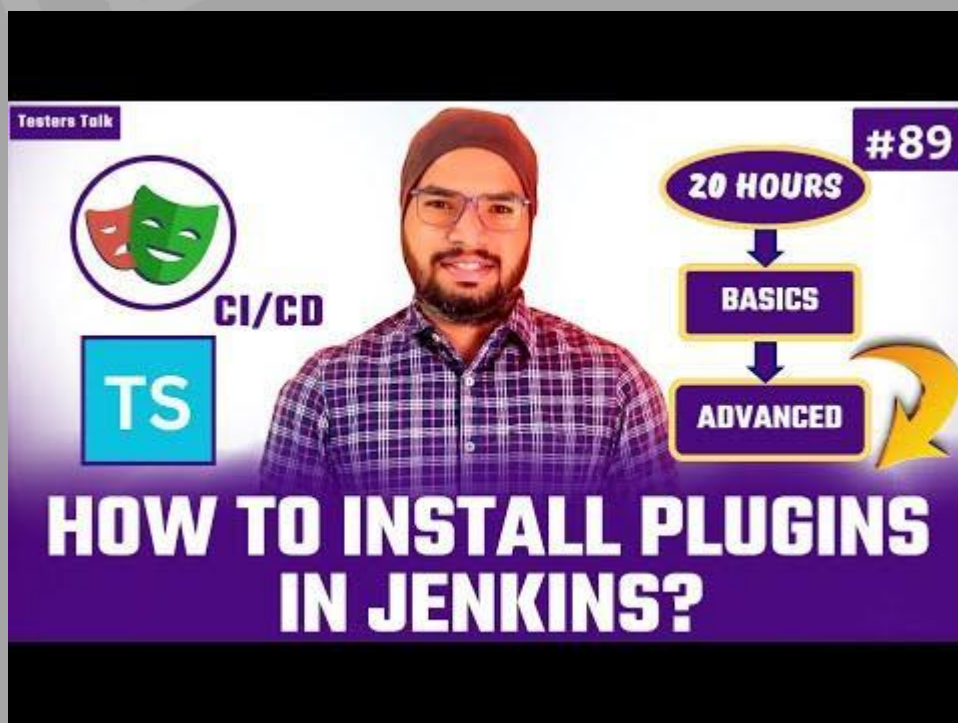 Testers Talk
#89
20 HOURS
CI/CD
BASICS
TS
ADVANCED
HOW TO INSTALL PLUGINS
IN JENKINS?